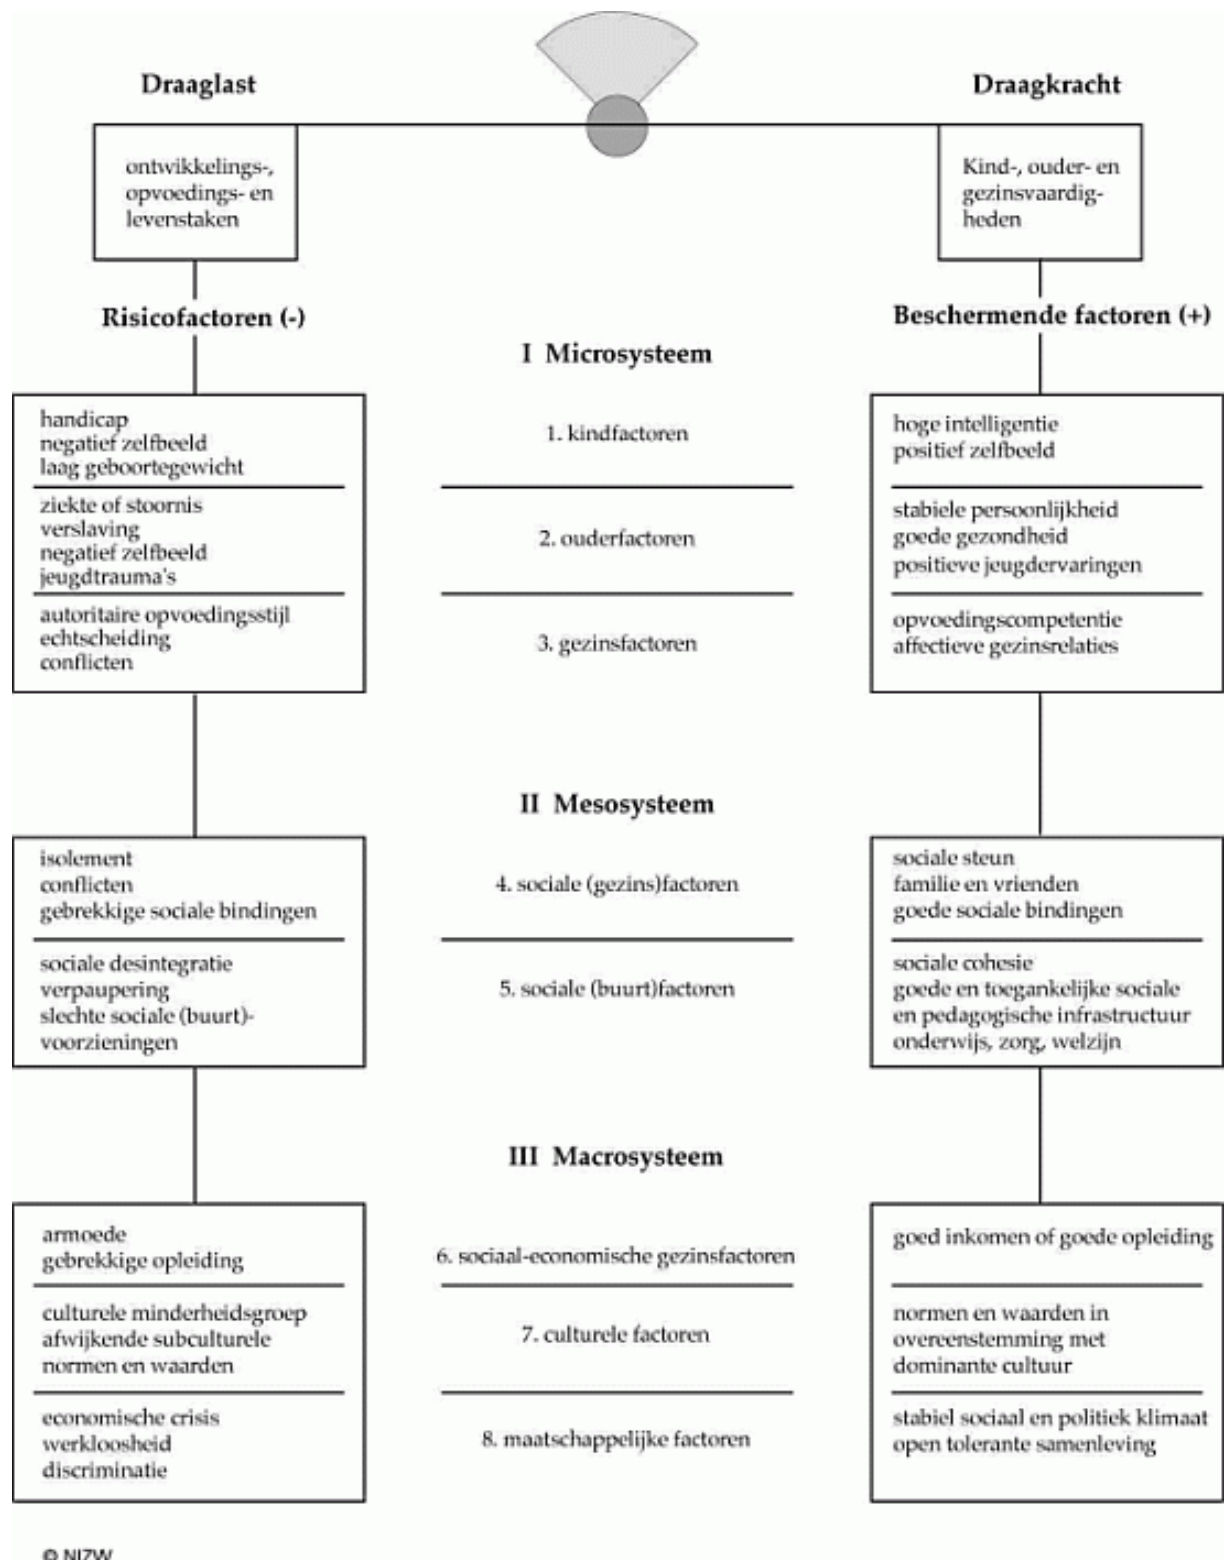 Draaglast
Draagkracht
ontwikkelings-,
opvoedings- en
levenstaken
Kind-, ouder- en
gezinsvaardig-
heden
Risicofactoren (-)
Beschermende factoren (+)
I Microsysteem
handicap
negatief zelfbeeld
laag geboortegewicht
1. kindfactoren
hoge intelligentie
positief zelfbeeld
ziekte of stoornis
verslaving
negatief zelfbeeld
jeugdtrauma's
2. ouderfactoren
stabiele persoonlijkheid
goede gezondheid
positieve jeugdervaringen
autoritaire opvoedingsstijl
echtscheiding
conflicten
3. gezinsfactoren
opvoedingscompetentie
affectieve gezinsrelaties
II Mesosysteem
isolement
conflicten
gebrekkige sociale bindingen
4. sociale (gezins)factoren
sociale steun
familie en vrienden
goede sociale bindingen
sociale desintegratie
verpaupering
slechte sociale (buurt)-
voorzieningen
5. sociale (buurt)factoren
sociale cohesie
goede en toegankelijke sociale
en pedagogische infrastructuur
onderwijs, zorg, welzijn
III Macrosysteem
armoede
gebrekkige opleiding
6. sociaal-economische gezinsfactoren
goed inkomen of goede opleiding
culturele minderheidsgroep
afwijkende subculturele
normen en waarden
7. culturele factoren
normen en waarden in
overeenstemming met
dominante cultuur
economische crisis
werkloosheid
discriminatie
8. maatschappelijke factoren
stabiel sociaal en politiek klimaat
open tolerante samenleving
© NIZW